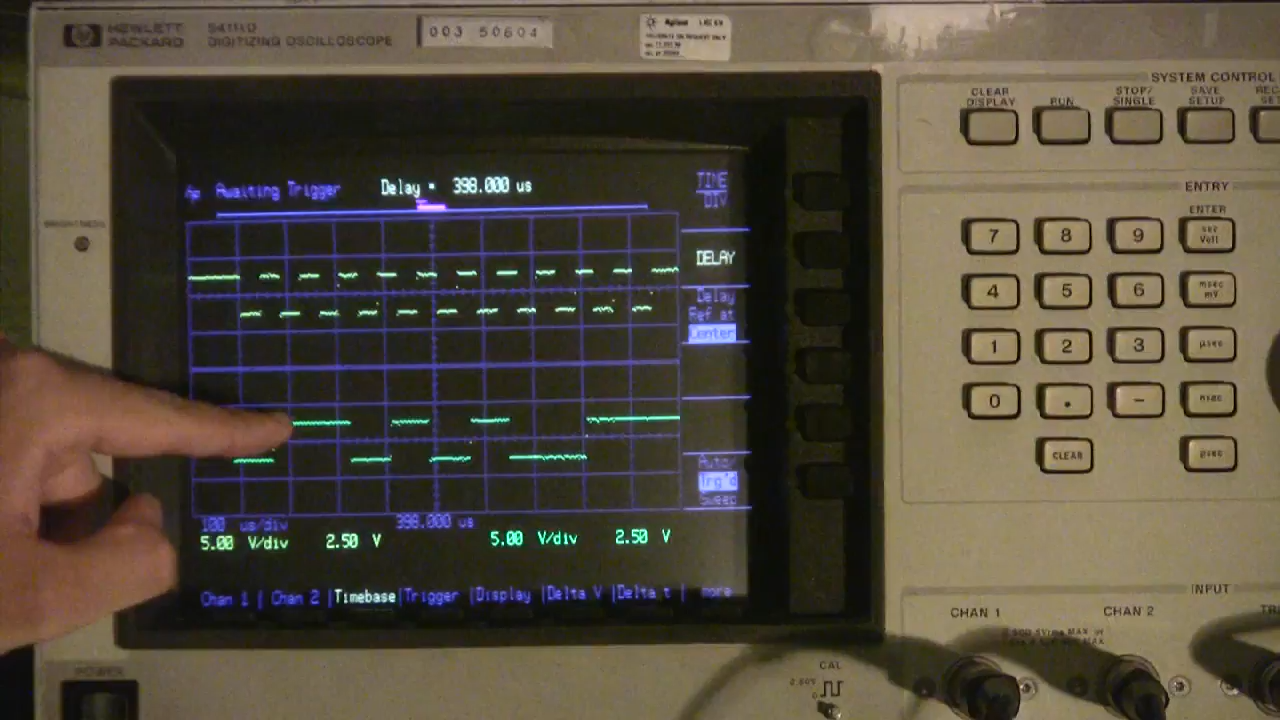 HEWLETT
PACKARD
54111D
DIGITIZING OSCILLOSCOPE
003 50604
Agilent
SYSTEM CONTROL
CLEAR
DISPLAY
RUN
STOP/
SINGLE
SAVE
SETUP
Awaiting Trigger
Delay = 398.000 us
TIME
DIV
DELAY
Delay
Ref at
Center
Auto/
Trg'd
Sweep
100 us/div
398.000 us
5.00 V/div 2.50 V
5.00 V/div 2.50 V
Chan 1 | Chan 2 | Timebase | Trigger | Display | Delta V | Delta t | more
BRIGHTNESS
POWER
ENTRY
ENTER
7 8 9 sec Volt
4 5 6 msec mV
1 2 3 µsec
0 . - nsec
CLEAR psec
INPUT
CHAN 1
CHAN 2
CAL